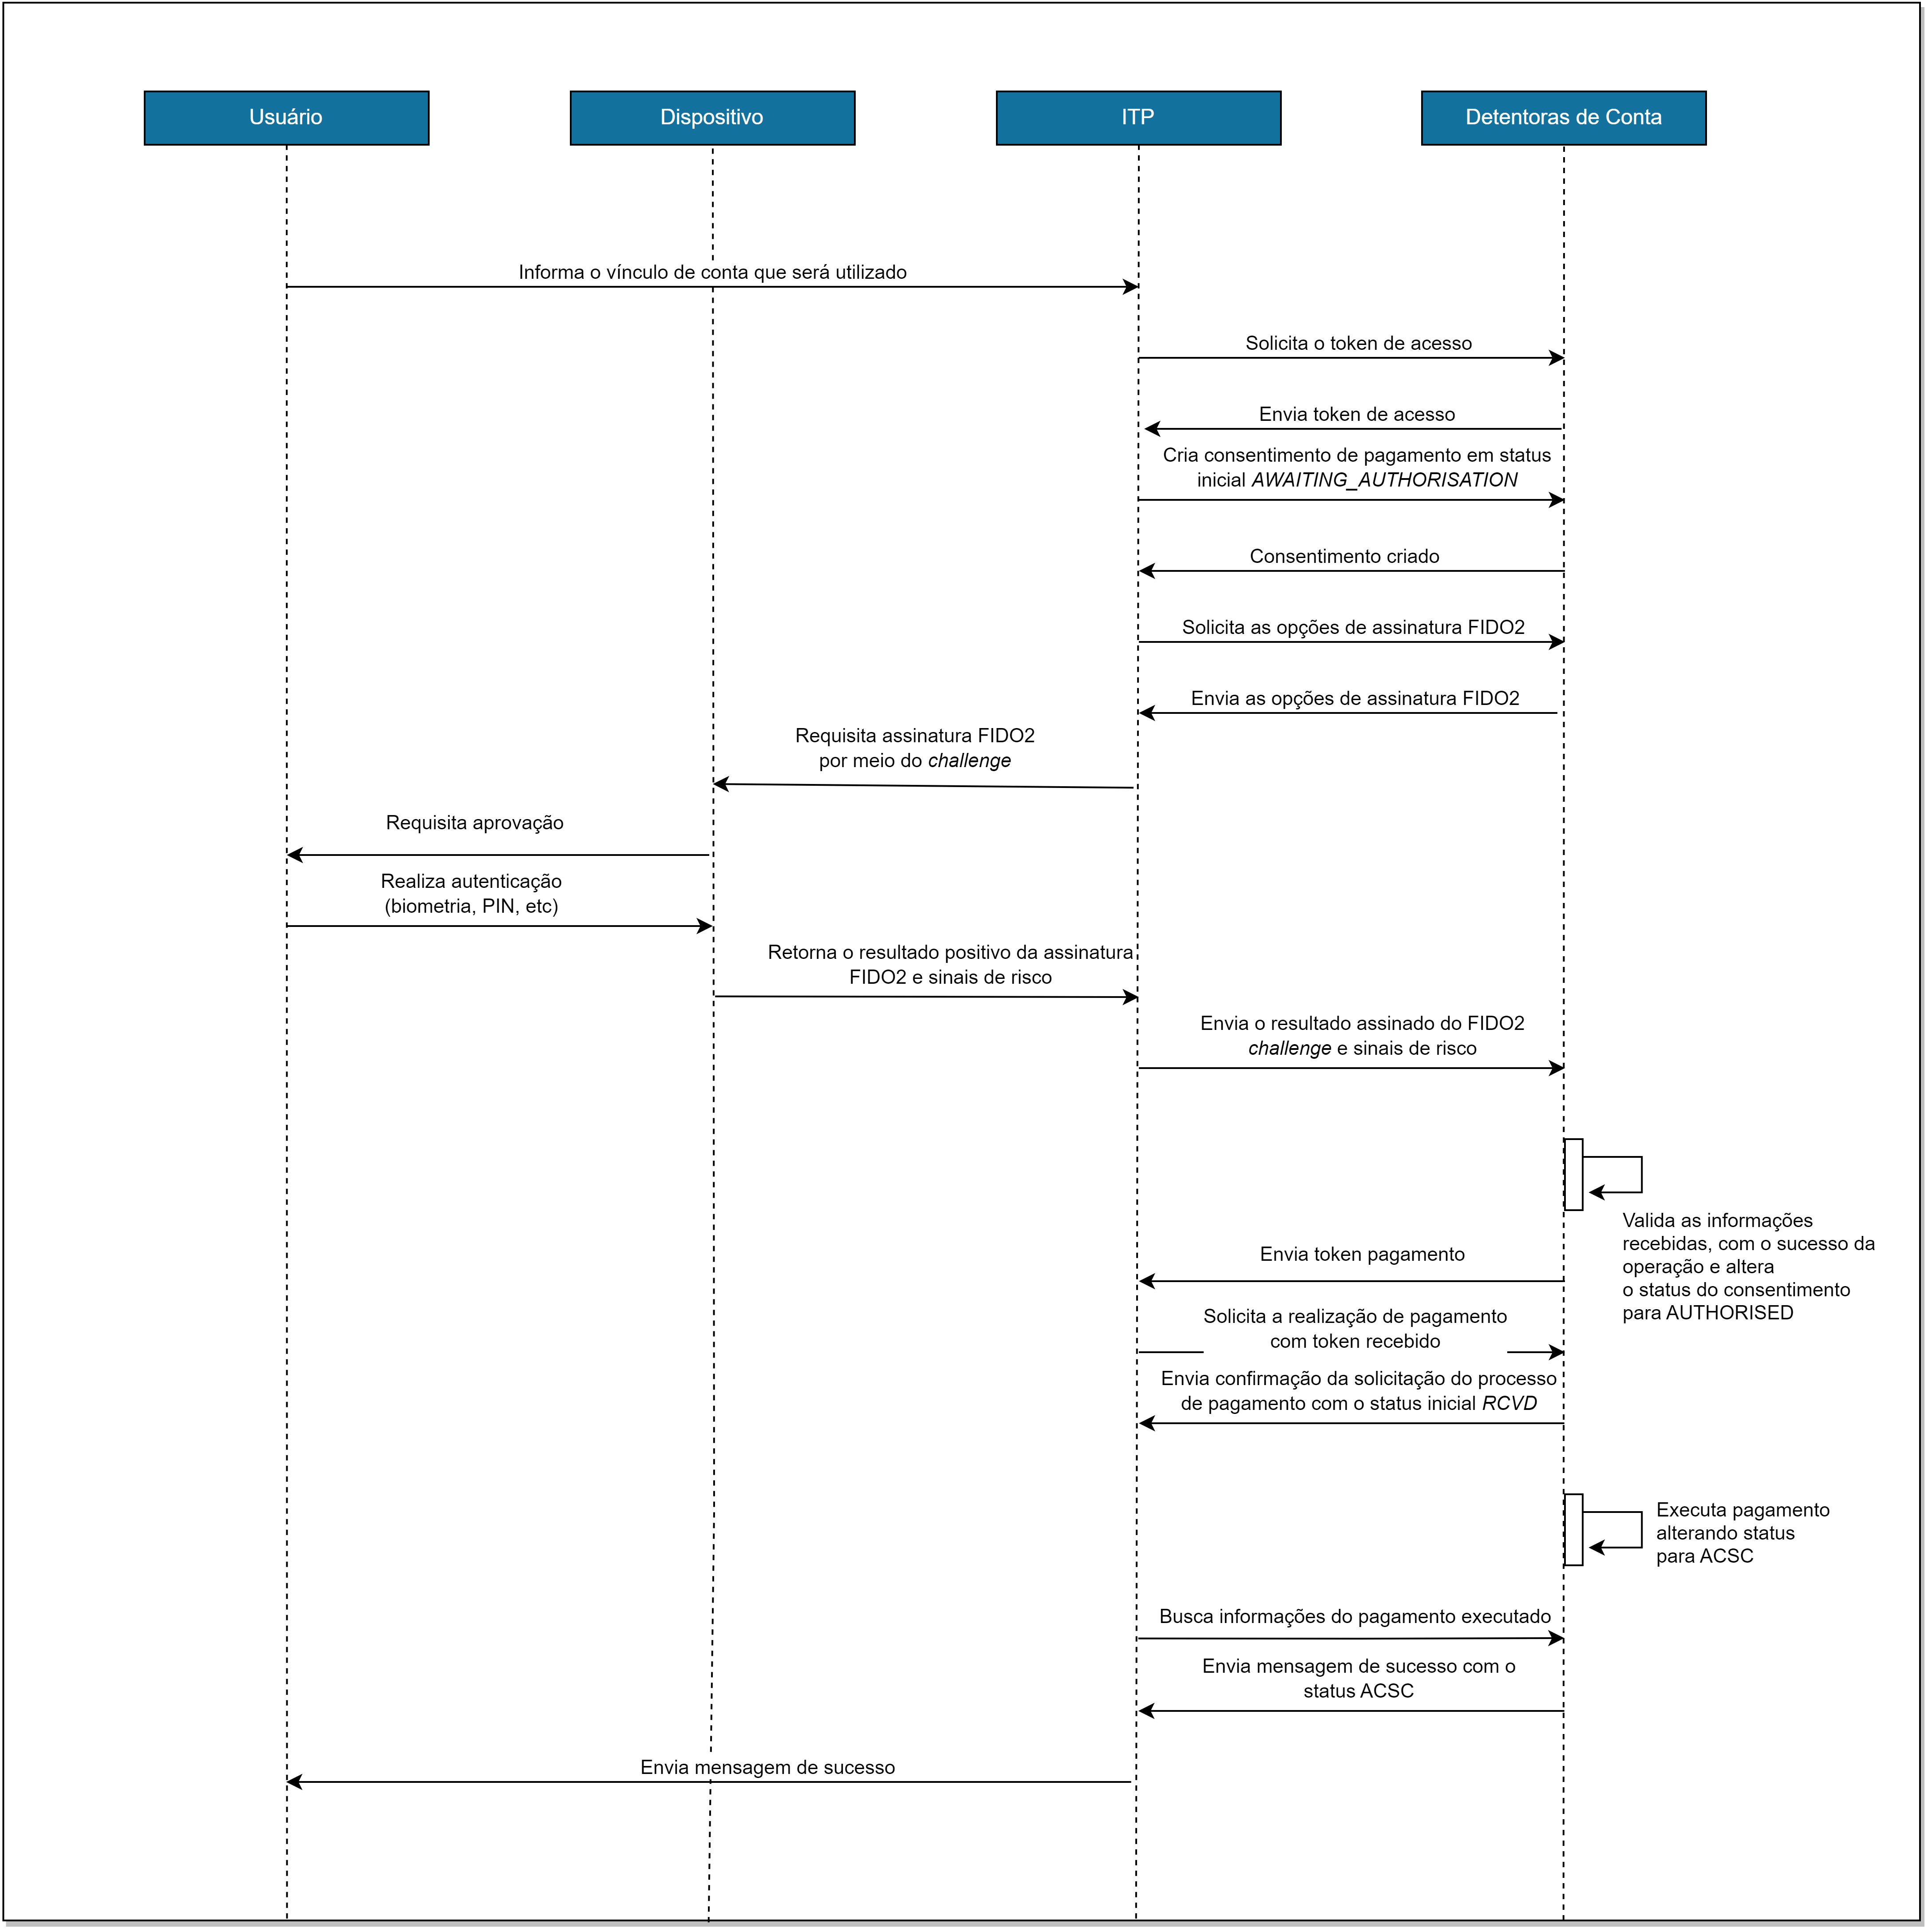 Usuário
Dispositivo
ITP
Detentoras de Conta
Informa o vínculo de conta que será utilizado
Solicita o token de acesso
Envia token de acesso
Cria consentimento de pagamento em status
inicial AWAITING_AUTHORISATION
Consentimento criado
Solicita as opções de assinatura FIDO2
Envia as opções de assinatura FIDO2
Requisita assinatura FIDO2
por meio do challenge
Requisita aprovação
Realiza autenticação
(biometria, PIN, etc)
Retorna o resultado positivo da assinatura
FIDO2 e sinais de risco
Envia o resultado assinado do FIDO2
challenge e sinais de risco
Valida as informações
recebidas, com o sucesso da
operação e altera
o status do consentimento
para AUTHORISED
Envia token pagamento
Solicita a realização de pagamento
com token recebido
Envia confirmação da solicitação do processo
de pagamento com o status inicial RCVD
Executa pagamento
alterando status
para ACSC
Busca informações do pagamento executado
Envia mensagem de sucesso com o
status ACSC
Envia mensagem de sucesso